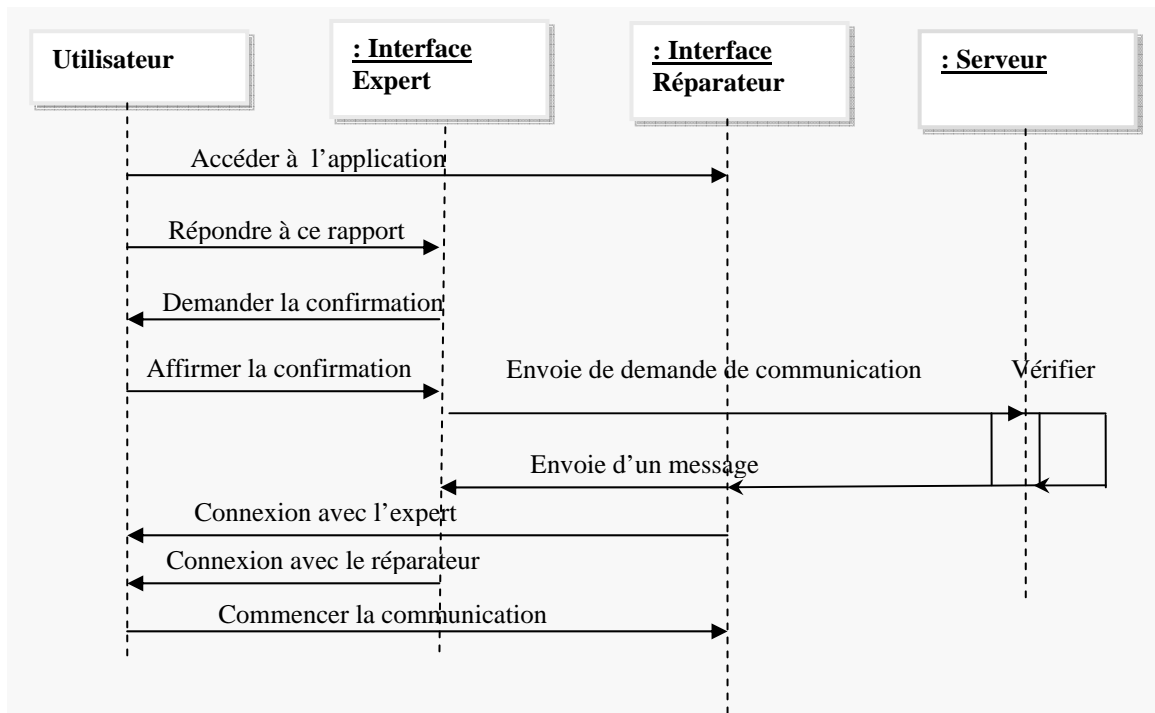 Utilisateur
: Interface
Expert
: Interface
Réparateur
: Serveur
Accéder à l’application
Répondre à ce rapport
Demander la confirmation
Affirmer la confirmation
Envoie de demande de communication
Vérifier
Envoie d’un message
Connexion avec l’expert
Connexion avec le réparateur
Commencer la communication